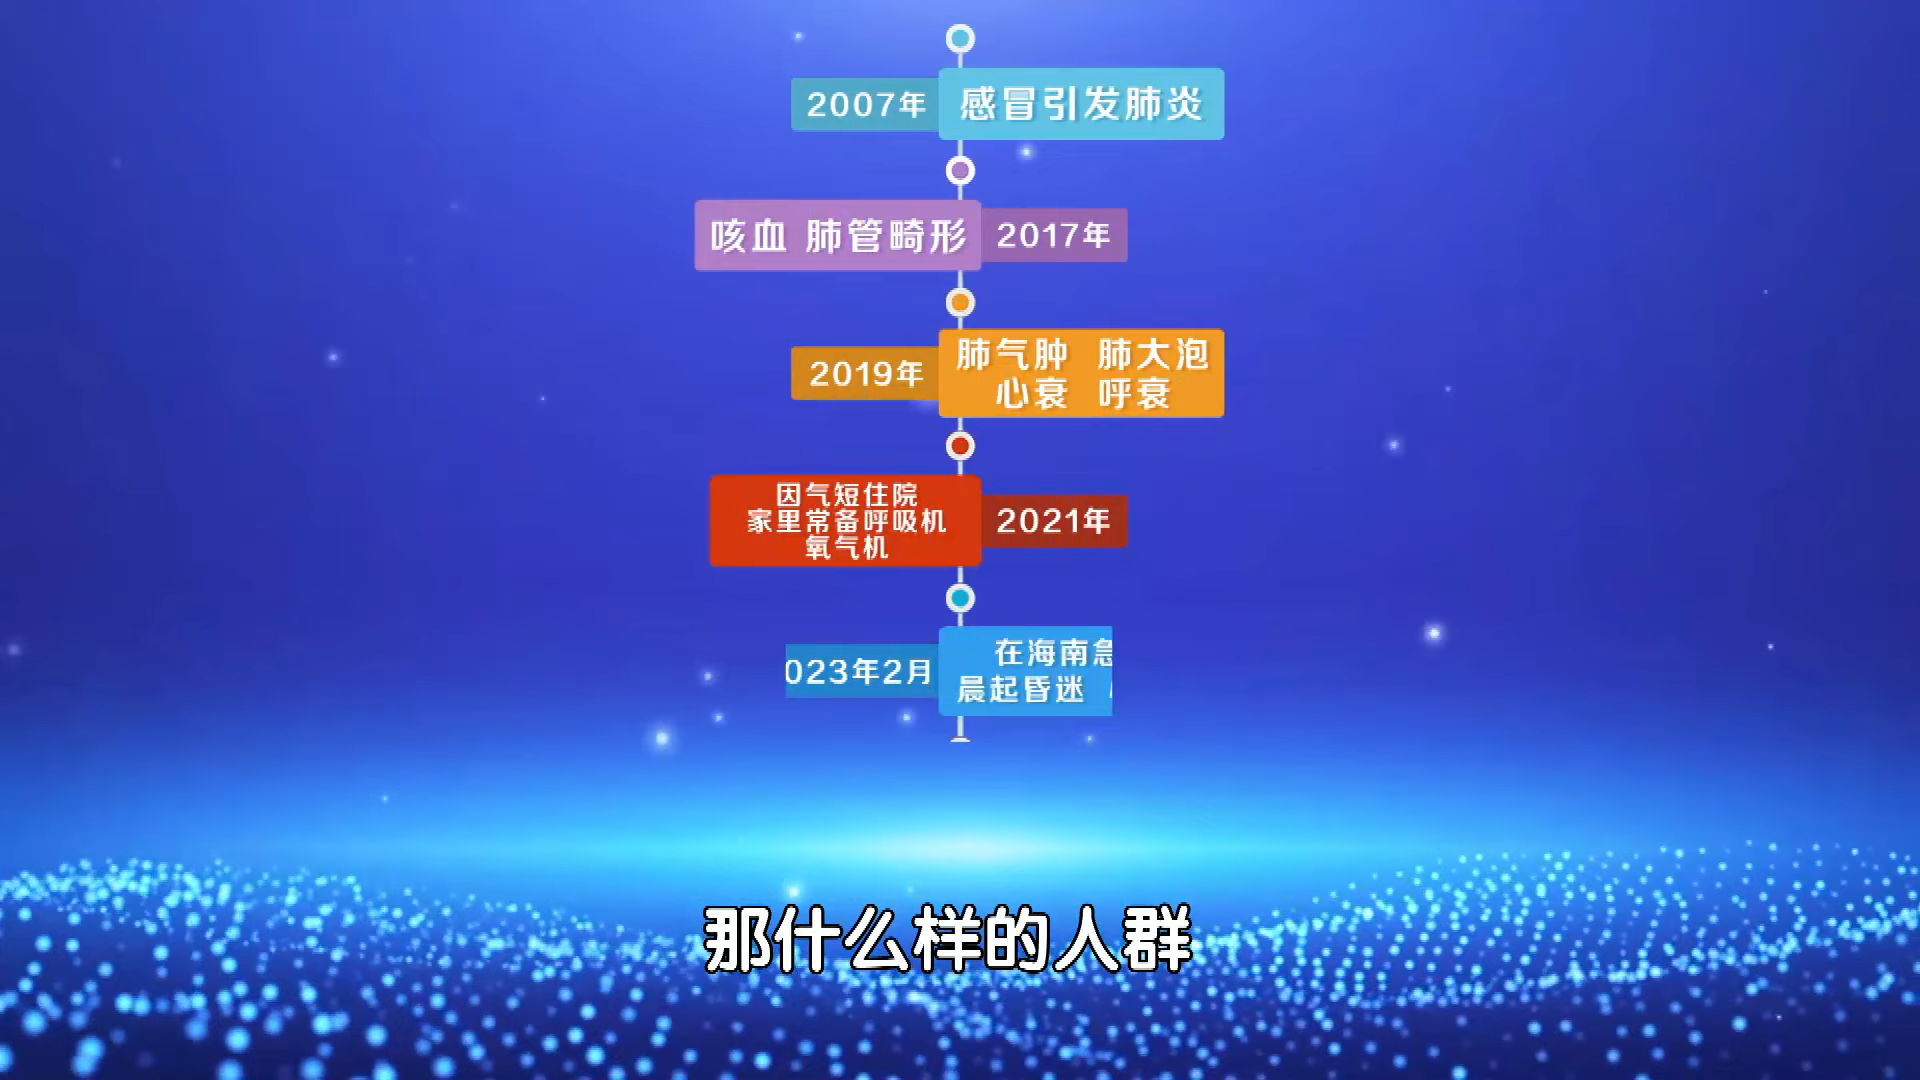 2007年 感冒引发肺炎
咳血 肺管畸形 2017年
2019年
肺气肿 肺大泡
心衰 呼衰
因气短住院
家里常备呼吸机
氧气机
2021年
023年2月
在海南急
晨起昏迷
那什么样的人群